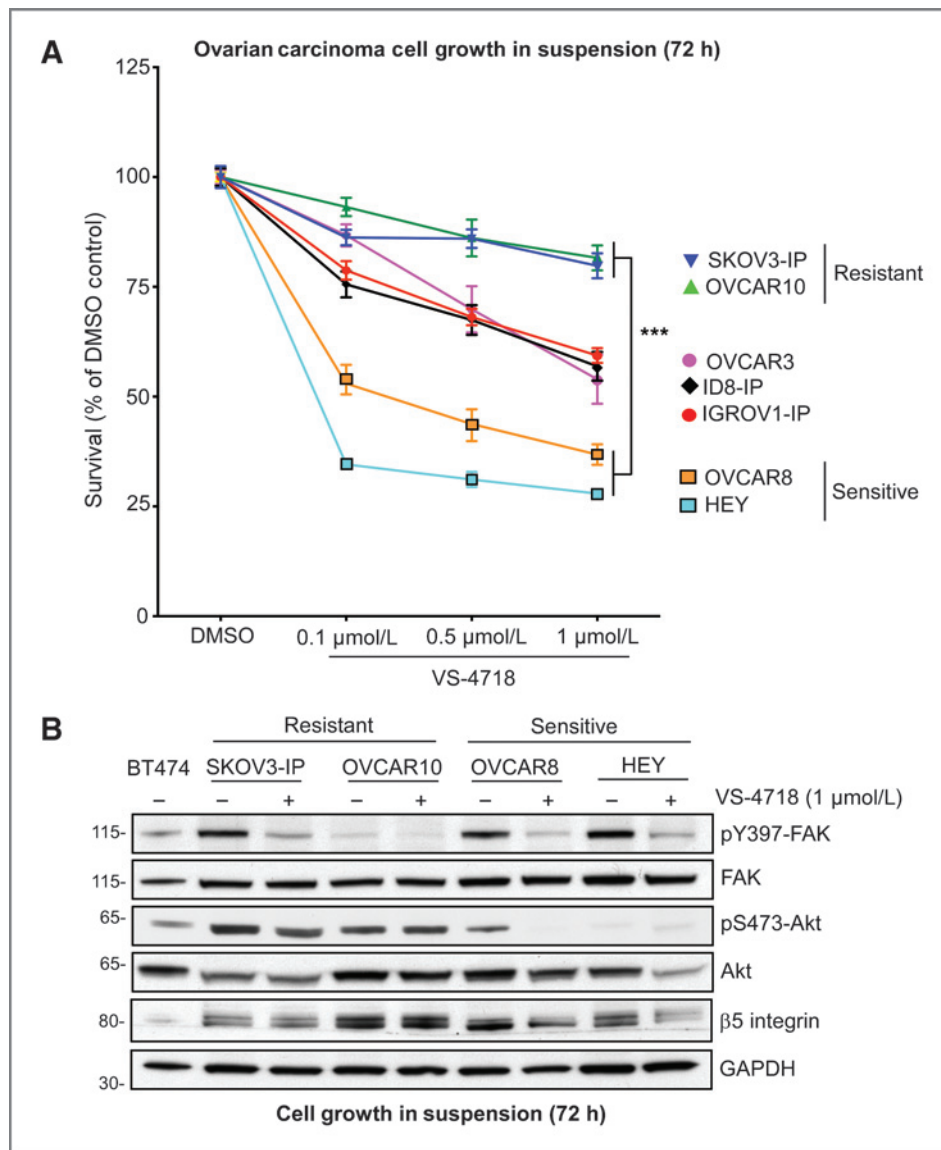 A
Ovarian carcinoma cell growth in suspension (72 h)
125
100
75
50
25
0
Survival (% of DMSO control)
DMSO
0.1 µmol/L
0.5 µmol/L
1 µmol/L
VS-4718
***
SKOV3-IP
OVCAR10
Resistant
OVCAR3
ID8-IP
IGROV1-IP
OVCAR8
HEY
Sensitive
B
Resistant
Sensitive
BT474
SKOV3-IP
OVCAR10
OVCAR8
HEY
– – + – + – + – + VS-4718 (1 µmol/L)
115- pY397-FAK
115- FAK
65- pS473-Akt
65- Akt
80- β5 integrin
30- GAPDH
Cell growth in suspension (72 h)